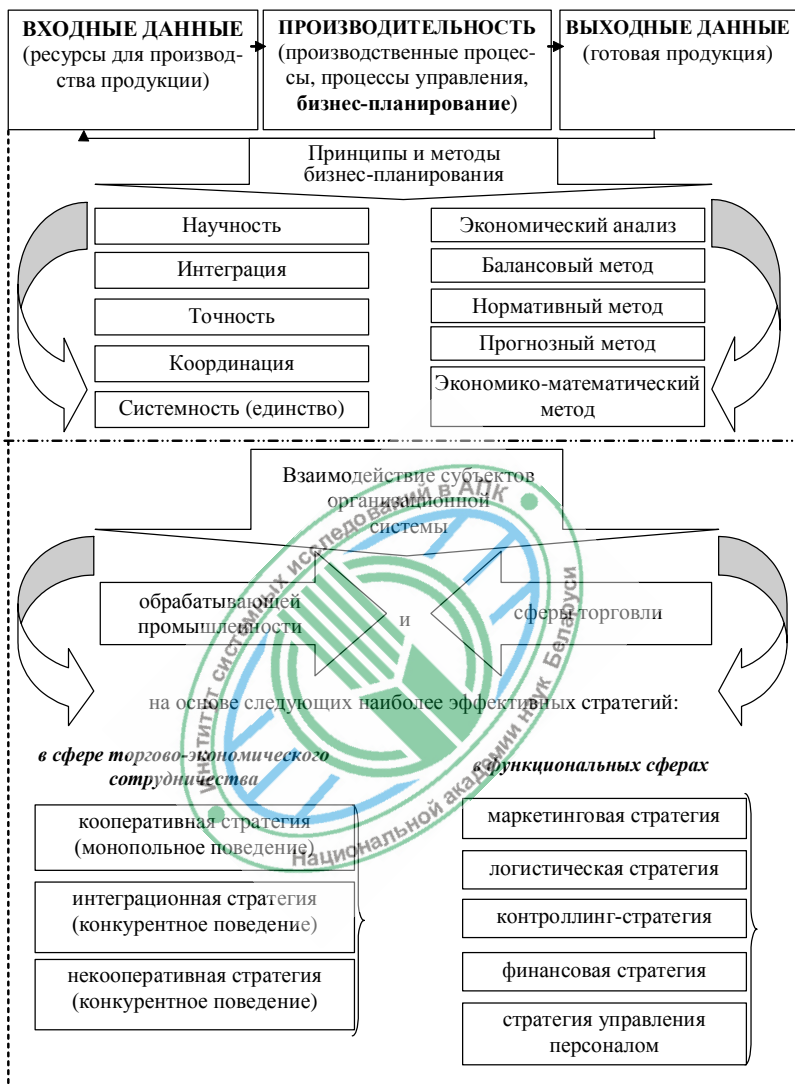 ВХОДНЫЕ ДАННЫЕ
(ресурсы для производ-
ства продукции)
ПРОИЗВОДИТЕЛЬНОСТЬ
(производственные процес-
сы, процессы управления,
бизнес-планирование)
ВЫХОДНЫЕ ДАННЫЕ
(готовая продукция)
Принципы и методы
бизнес-планирования
Научность
Интеграция
Точность
Координация
Системность (единство)
Экономический анализ
Балансовый метод
Нормативный метод
Прогнозный метод
Экономико-математический
метод
Взаимодействие субъектов
организационной
системы
обрабатывающей
промышленности
и
сферы торговли
на основе следующих наиболее эффективных стратегий:
в сфере торгово-экономического
сотрудничества
кооперативная стратегия
(монопольное поведение)
интеграционная стратегия
(конкурентное поведение)
некооперативная стратегия
(конкурентное поведение)
в функциональных сферах
маркетинговая стратегия
логистическая стратегия
контроллинг-стратегия
финансовая стратегия
стратегия управления
персоналом
Институт системных исследований в АПК
Национальной академии наук Беларуси